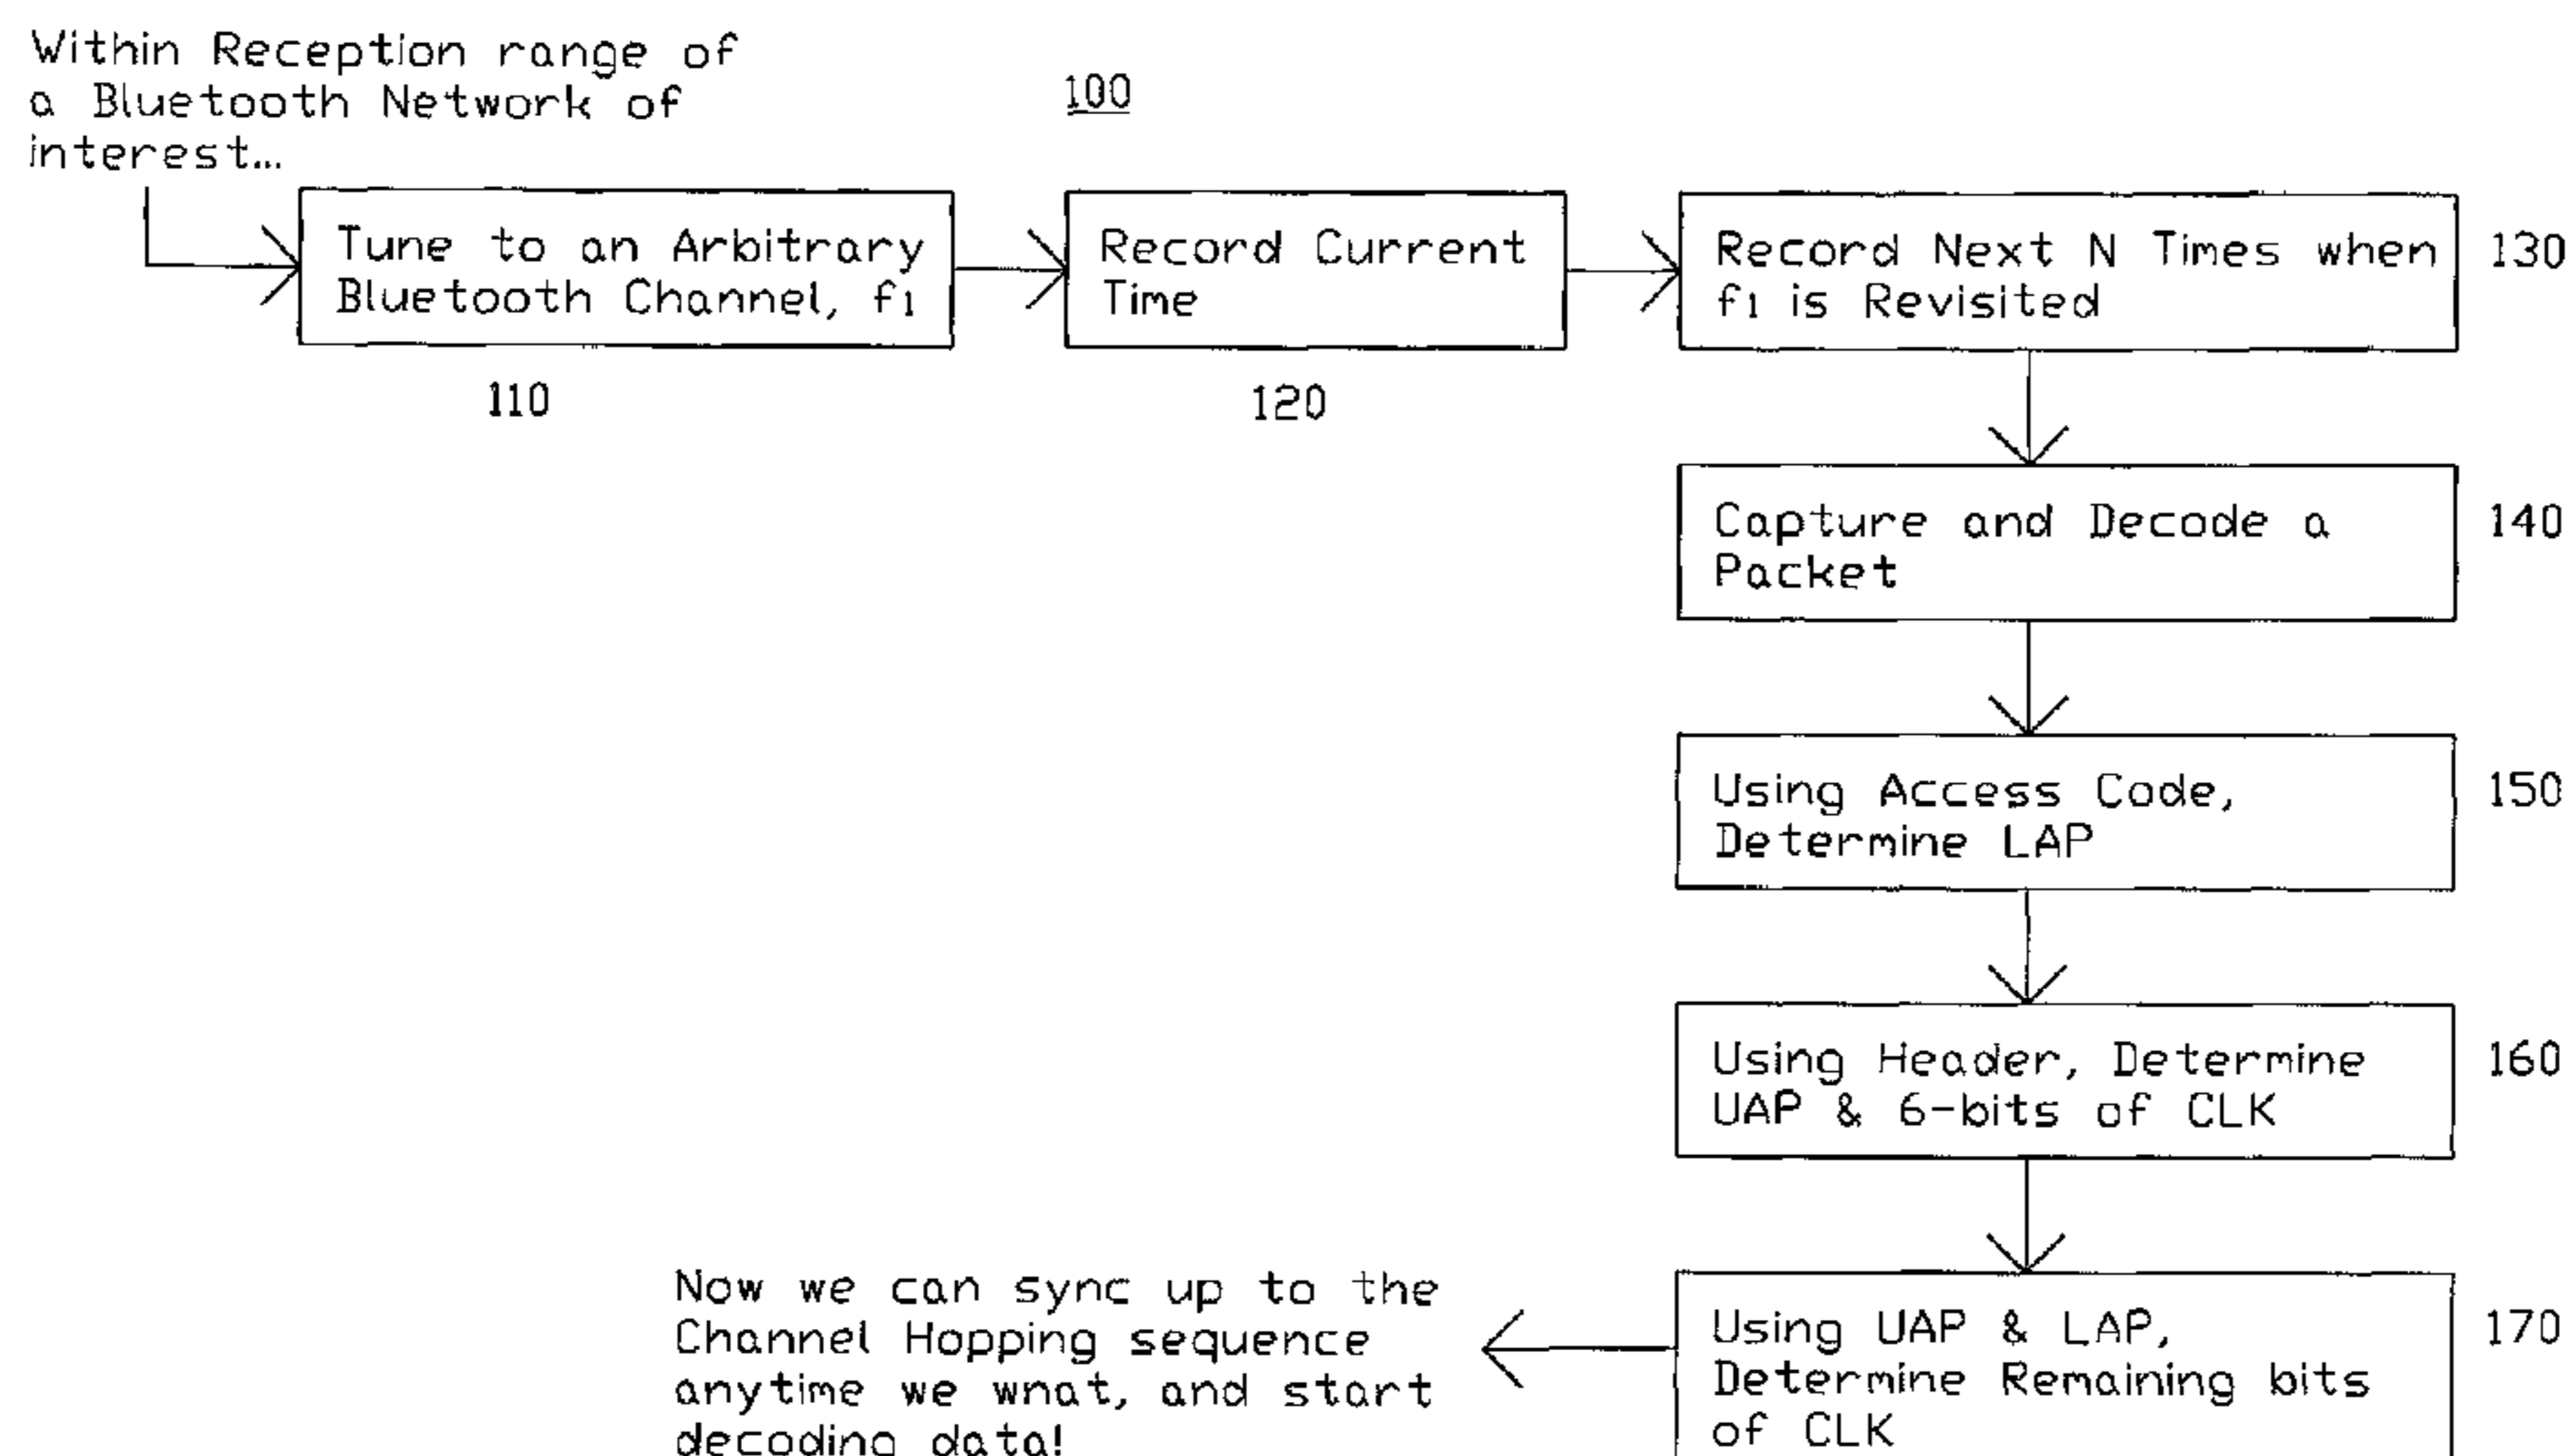 Within Reception range of
a Bluetooth Network of
interest...
100
Tune to an Arbitrary
Bluetooth Channel, f1
110
Record Current
Time
120
Record Next N Times when
f1 is Revisited
130
Capture and Decode a
Packet
140
Using Access Code,
Determine LAP
150
Using Header, Determine
UAP & 6-bits of CLK
160
Using UAP & LAP,
Determine Remaining bits
of CLK
170
Now we can sync up to the
Channel Hopping sequence
anytime we wnat, and start
decoding data!